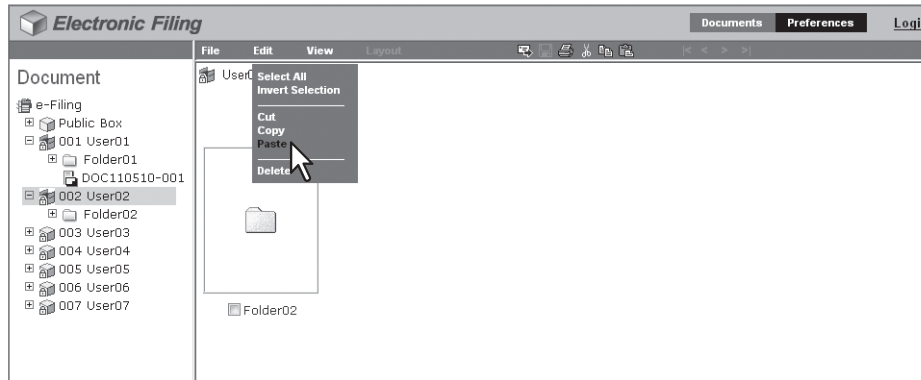 Electronic Filing
Documents Preferences Logi
File Edit View Layout
Document
e-Filing
Public Box
001 User01
Folder01
DOC110510-001
002 User02
Folder02
003 User03
004 User04
005 User05
006 User06
007 User07
Select All
Invert Selection
Cut
Copy
Paste
Delete
Folder02